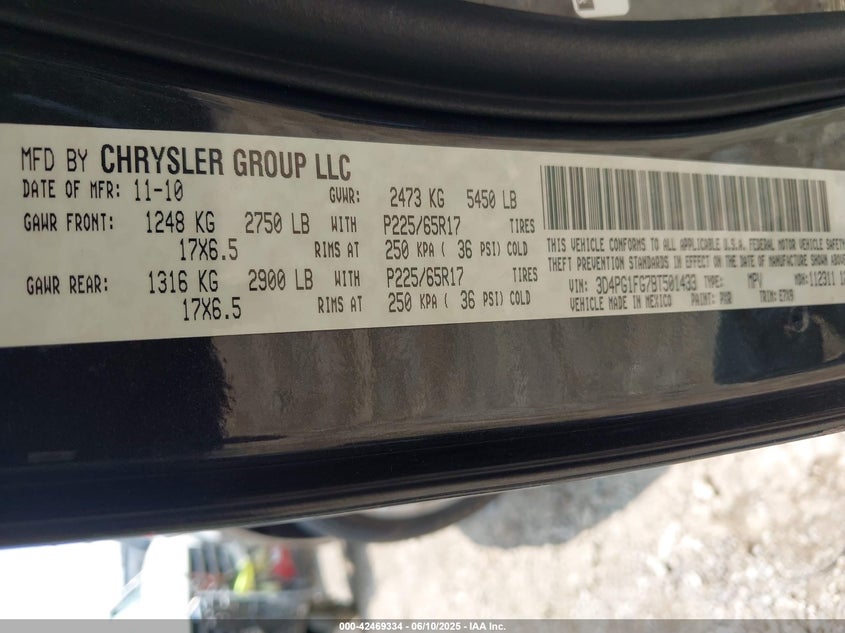 MFD BY CHRYSLER GROUP LLC
DATE OF MFR: 11-10 GVWR: 2473 KG 5450 LB
GAWR FRONT: 1248 KG 2750 LB WITH P225/65R17 TIRES
17X6.5 RIMS AT 250 KPA ( 36 PSI) COLD
GAWR REAR: 1316 KG 2900 LB WITH P225/65R17 TIRES
17X6.5 RIMS AT 250 KPA ( 36 PSI) COLD
THIS VEHICLE CONFORMS TO ALL APPLICABLE U.S.A. FEDERAL MOTOR VEHICLE SAFETY
THEFT PREVENTION STANDARDS IN EFFECT ON THE DATE OF MANUFACTURE SHOWN ABOVE
VIN: 3D4PG1FG7BT501433 TYPE: MPV MDH: 112311
VEHICLE MADE IN MEXICO PAINT: PXR TRIM: E7X9
000-42469334 - 06/10/2025 - IAA Inc.